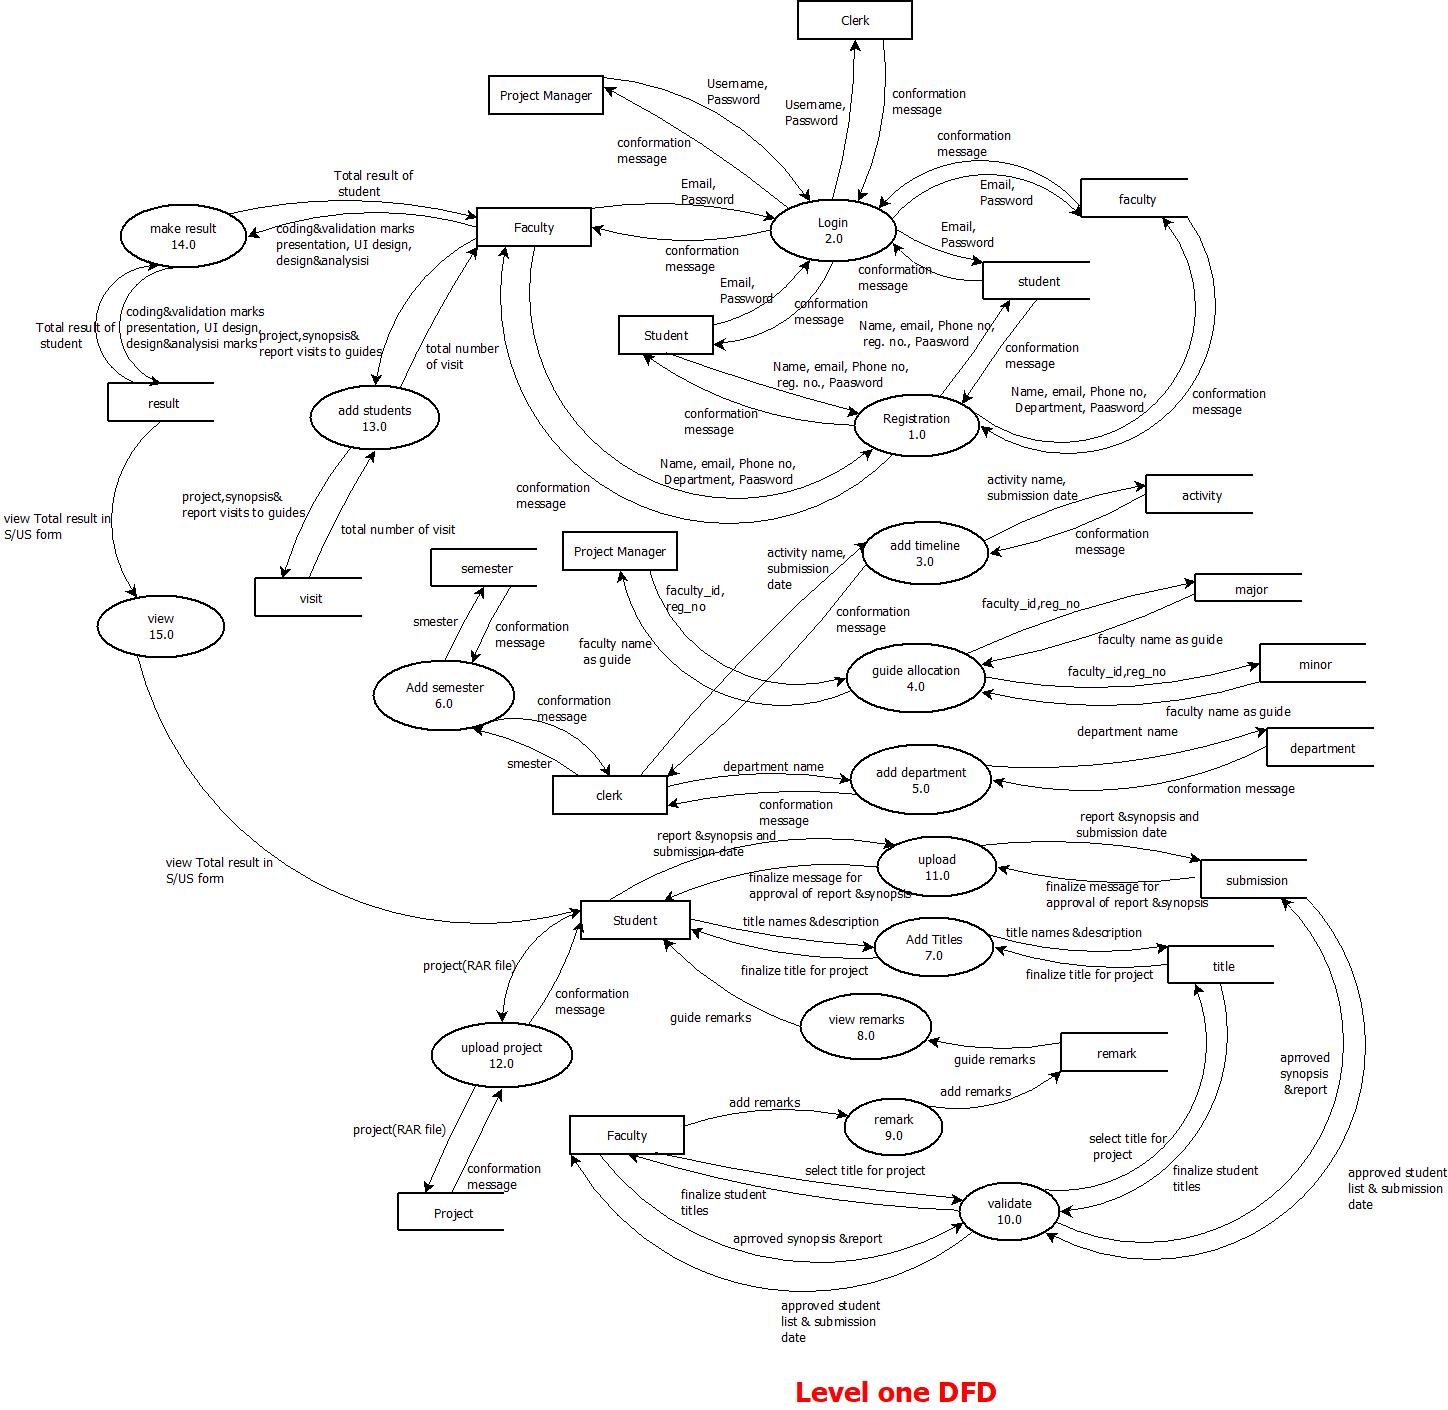 Clerk
Project Manager
Username,
Password
Username,
Password
conformation
message
conformation
message
conformation
message
Total result of
student
Email,
Password
Email,
Password
faculty
make result
14.0
Faculty
Login
2.0
coding&validation marks
presentation, UI design,
design&analysisi
Email,
Password
conformation
message
conformation
message
student
Email,
Password
conformation
message
coding&validation marks
presentation, UI design,
design&analysisi marks
Total result of
student
project,synopsis&
report visits to guides
total number
of visit
Student
Name, email, Phone no,
reg. no., Paasword
conformation
message
Name, email, Phone no,
reg. no., Paasword
Name, email, Phone no,
Department, Paasword
conformation
message
result
add students
13.0
conformation
message
Registration
1.0
Name, email, Phone no,
Department, Paasword
conformation
message
project,synopsis&
report visits to guides
total number of visit
view Total result in
S/US form
activity name,
submission date
activity
conformation
message
add timeline
3.0
Project Manager
activity name,
submission
date
semester
visit
faculty_id,
reg_no
major
faculty_id,reg_no
conformation
message
smester
conformation
message
faculty name
as guide
view
15.0
faculty name as guide
minor
guide allocation
4.0
faculty_id,reg_no
Add semester
6.0
conformation
message
faculty name as guide
department name
department
smester
department name
add department
5.0
conformation message
clerk
conformation
message
report &synopsis and
submission date
report &synopsis and
submission date
view Total result in
S/US form
upload
11.0
finalize message for
approval of report &synopsis
finalize message for
approval of report &synopsis
submission
Student
title names &description
Add Titles
7.0
title names &description
finalize title for project
finalize title for project
title
project(RAR file)
conformation
message
guide remarks
view remarks
8.0
upload project
12.0
guide remarks
remark
aprroved
synopsis
&report
add remarks
add remarks
remark
9.0
project(RAR file)
Faculty
select title for
project
conformation
message
select title for project
finalize student
titles
approved student
list & submission
date
finalize student
titles
validate
10.0
Project
aprroved synopsis &report
approved student
list & submission
date
Level one DFD